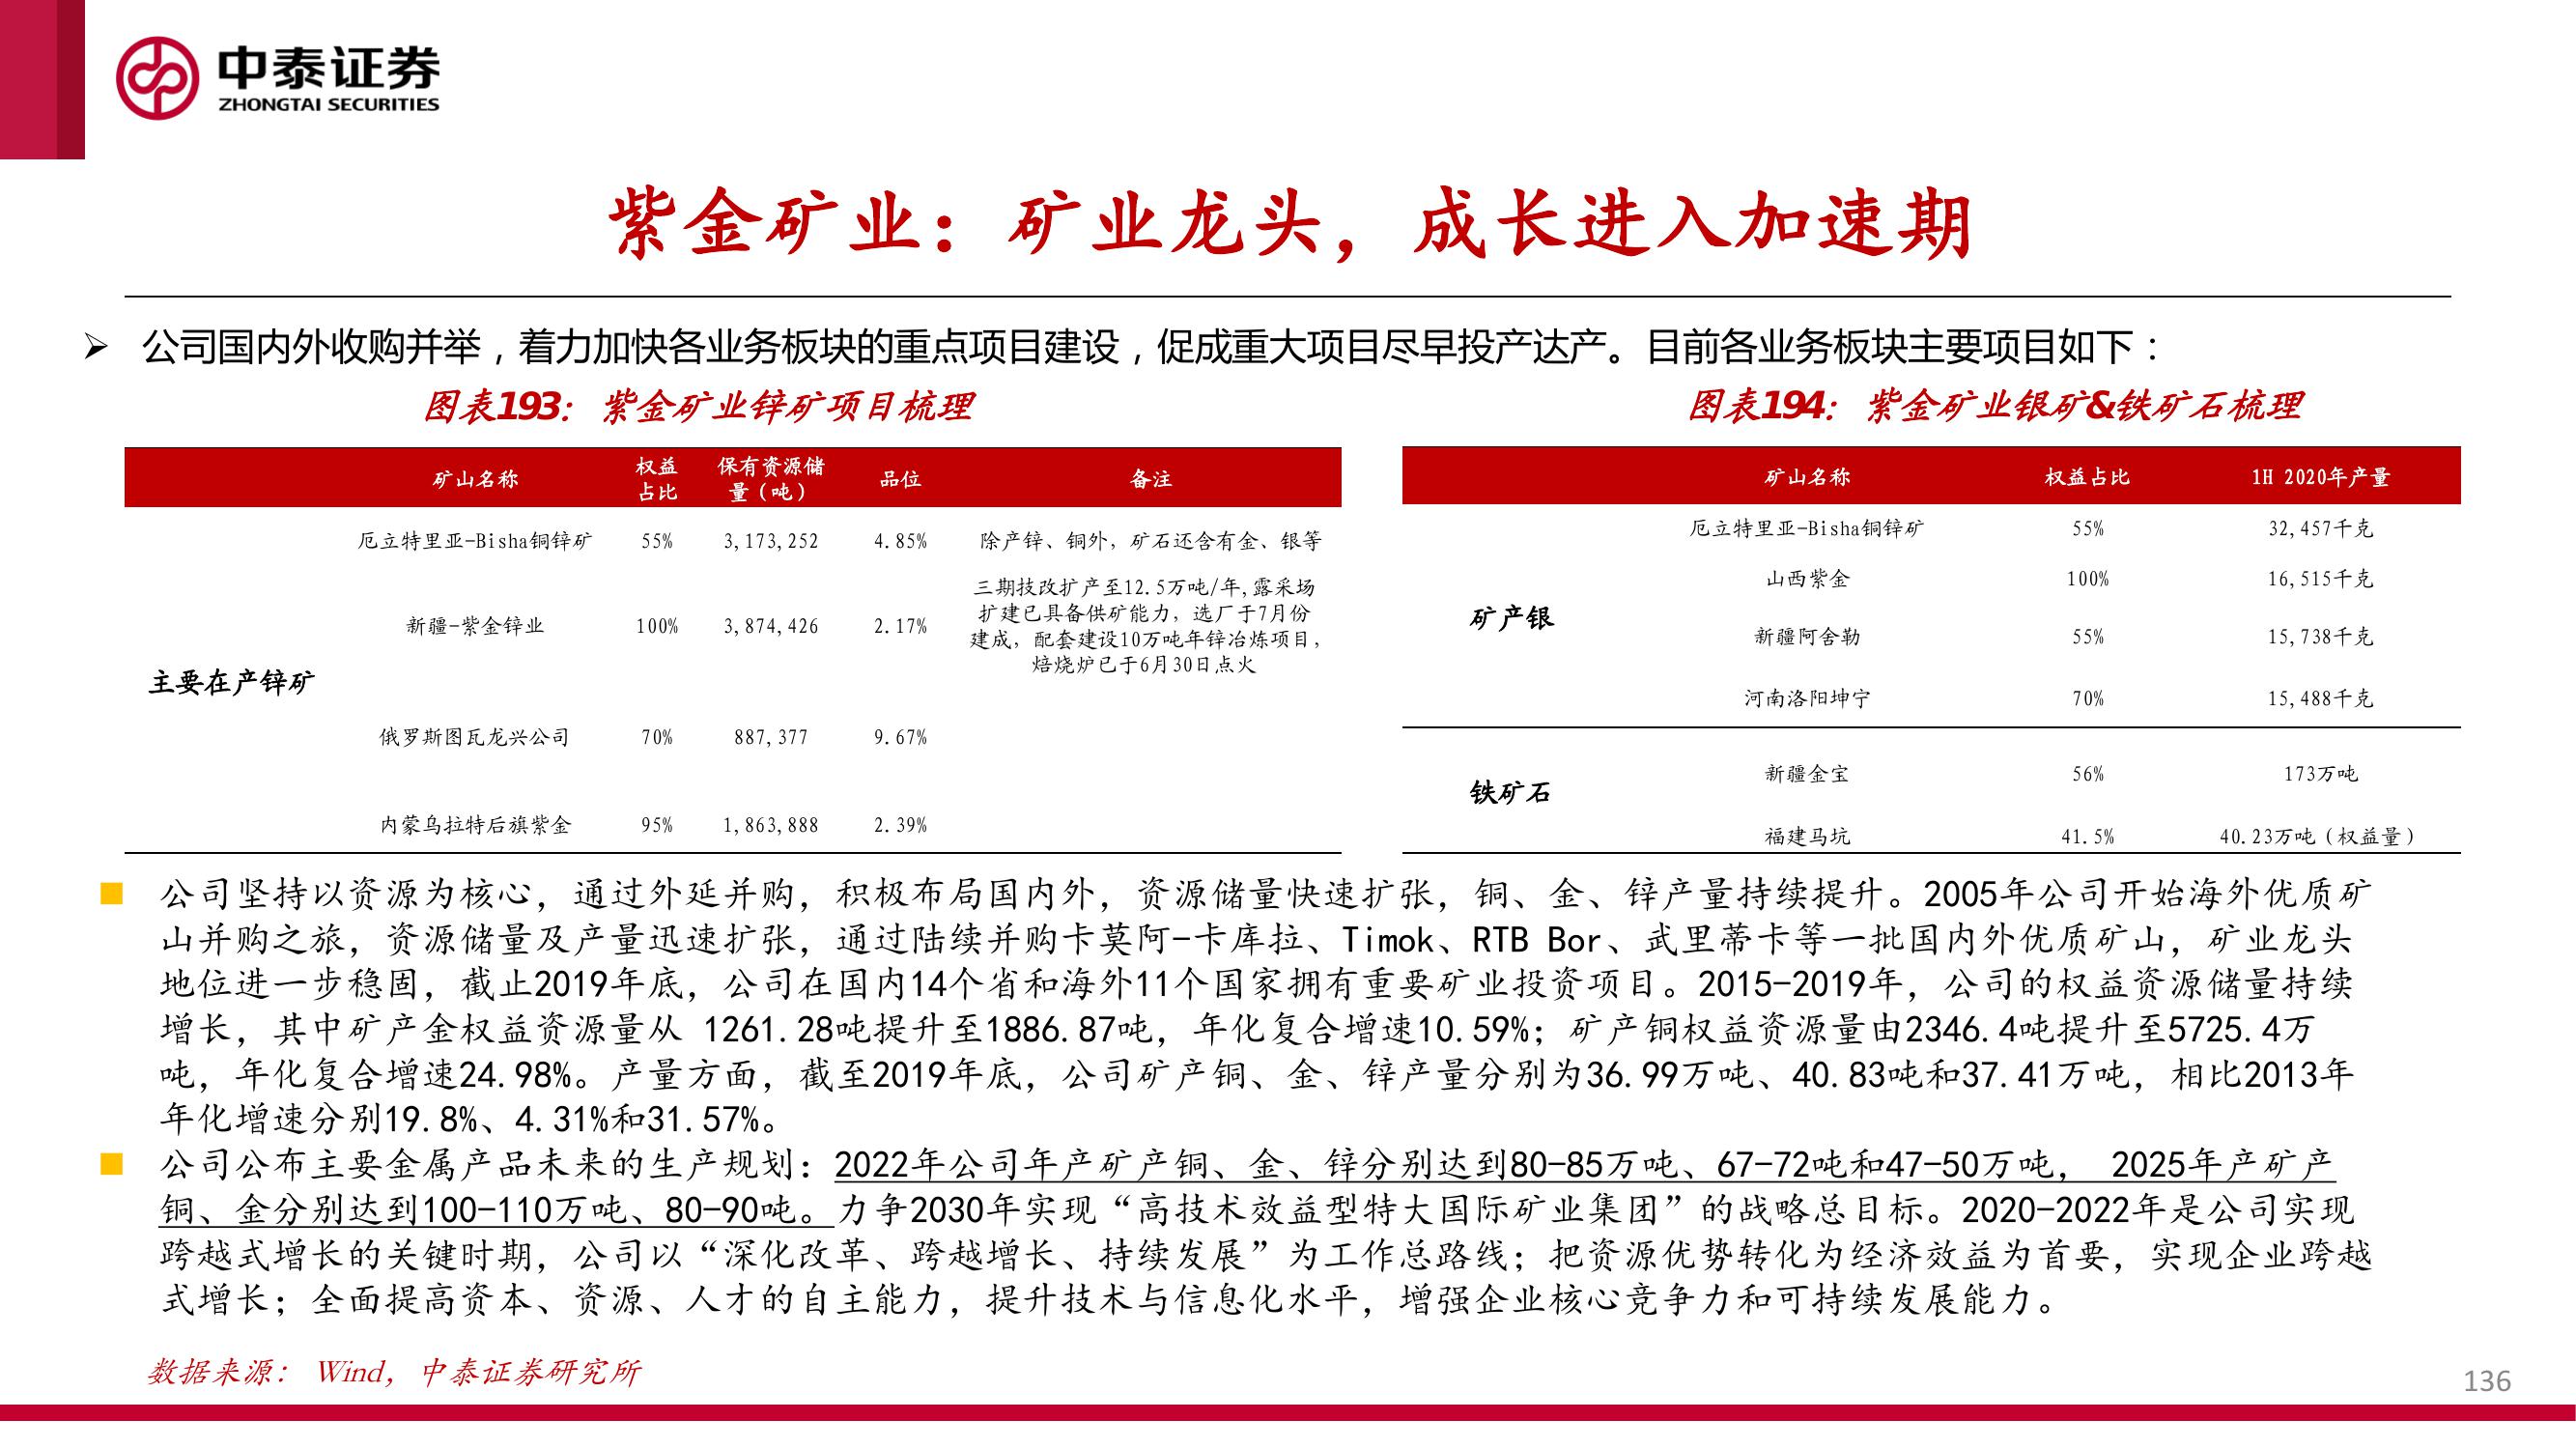 中泰证券
ZHONGTAI SECURITIES
紫金矿业：矿业龙头，成长进入加速期
公司国内外收购并举，着力加快各业务板块的重点项目建设，促成重大项目尽早投产达产。目前各业务板块主要项目如下：
图表193： 紫金矿业锌矿项目梳理
矿山名称 权益占比 保有资源储量（吨） 品位 备注
主要在产锌矿
厄立特里亚-Bisha铜锌矿 55% 3,173,252 4.85% 除产锌、铜外，矿石还含有金、银等
新疆-紫金锌业 100% 3,874,426 2.17%
三期技改扩产至12.5万吨/年,露采场
扩建已具备供矿能力，选厂于7月份
建成，配套建设10万吨年锌冶炼项目，
焙烧炉已于6月30日点火
俄罗斯图瓦龙兴公司 70% 887,377 9.67%
内蒙乌拉特后旗紫金 95% 1,863,888 2.39%
图表194： 紫金矿业银矿&铁矿石梳理
矿山名称 权益占比 1H 2020年产量
矿产银
厄立特里亚-Bisha铜锌矿 55% 32,457千克
山西紫金 100% 16,515千克
新疆阿舍勒 55% 15,738千克
河南洛阳坤宁 70% 15,488千克
铁矿石
新疆金宝 56% 173万吨
福建马坑 41.5% 40.23万吨（权益量）
公司坚持以资源为核心，通过外延并购，积极布局国内外，资源储量快速扩张，铜、金、锌产量持续提升。2005年公司开始海外优质矿
山并购之旅，资源储量及产量迅速扩张，通过陆续并购卡莫阿-卡库拉、Timok、RTB Bor、武里蒂卡等一批国内外优质矿山，矿业龙头
地位进一步稳固，截止2019年底，公司在国内14个省和海外11个国家拥有重要矿业投资项目。2015-2019年，公司的权益资源储量持续
增长，其中矿产金权益资源量从 1261.28吨提升至1886.87吨，年化复合增速10.59%；矿产铜权益资源量由2346.4吨提升至5725.4万
吨，年化复合增速24.98%。产量方面，截至2019年底，公司矿产铜、金、锌产量分别为36.99万吨、40.83吨和37.41万吨，相比2013年
年化增速分别19.8%、4.31%和31.57%。
公司公布主要金属产品未来的生产规划：2022年公司年产矿产铜、金、锌分别达到80-85万吨、67-72吨和47-50万吨， 2025年产矿产
铜、金分别达到100-110万吨、80-90吨。力争2030年实现“高技术效益型特大国际矿业集团”的战略总目标。2020-2022年是公司实现
跨越式增长的关键时期，公司以“深化改革、跨越增长、持续发展”为工作总路线；把资源优势转化为经济效益为首要，实现企业跨越
式增长；全面提高资本、资源、人才的自主能力，提升技术与信息化水平，增强企业核心竞争力和可持续发展能力。
数据来源： Wind，中泰证券研究所
136